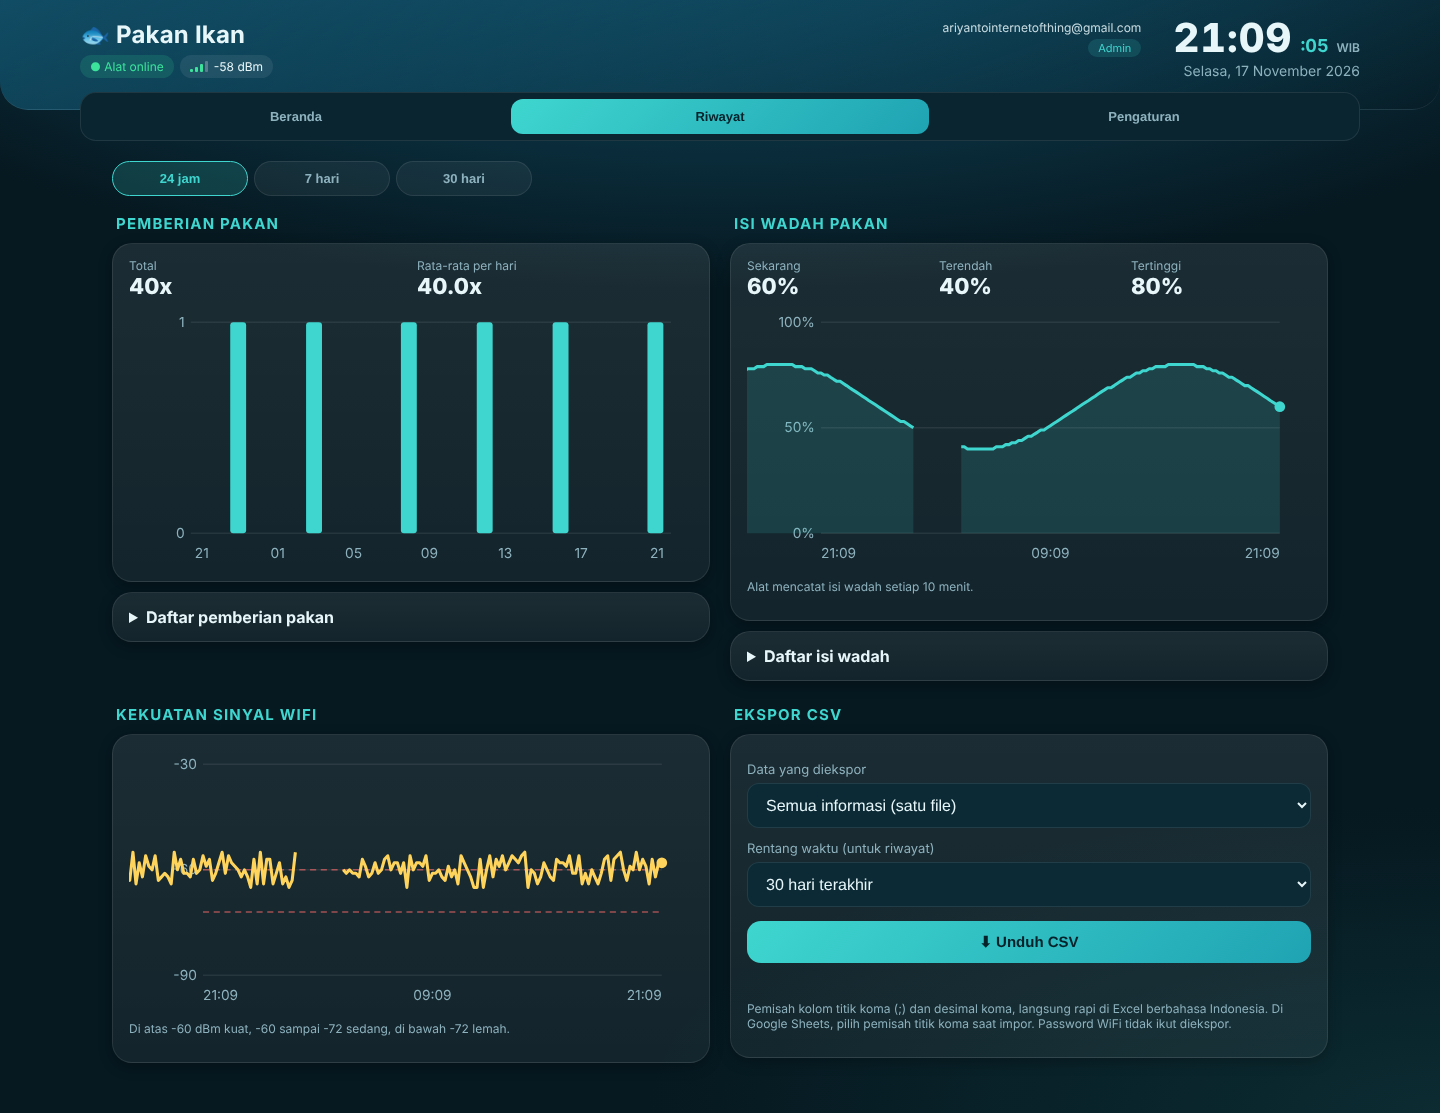 🐟 Pakan Ikan
Alat online
-58 dBm
ariyantointernetofthing@gmail.com
Admin
21:09 :05 WIB
Selasa, 17 November 2026
Beranda
Riwayat
Pengaturan
24 jam
7 hari
30 hari
PEMBERIAN PAKAN
Total
40x
Rata-rata per hari
40.0x
1
0
21 01 05 09 13 17 21
Daftar pemberian pakan
ISI WADAH PAKAN
Sekarang
60%
Terendah
40%
Tertinggi
80%
100%
50%
0%
21:09 09:09 21:09
Alat mencatat isi wadah setiap 10 menit.
Daftar isi wadah
KEKUATAN SINYAL WIFI
-30
-90
21:09 09:09 21:09
Di atas -60 dBm kuat, -60 sampai -72 sedang, di bawah -72 lemah.
EKSPOR CSV
Data yang diekspor
Semua informasi (satu file)
Rentang waktu (untuk riwayat)
30 hari terakhir
⬇ Unduh CSV
Pemisah kolom titik koma (;) dan desimal koma, langsung rapi di Excel berbahasa Indonesia. Di
Google Sheets, pilih pemisah titik koma saat impor. Password WiFi tidak ikut diekspor.